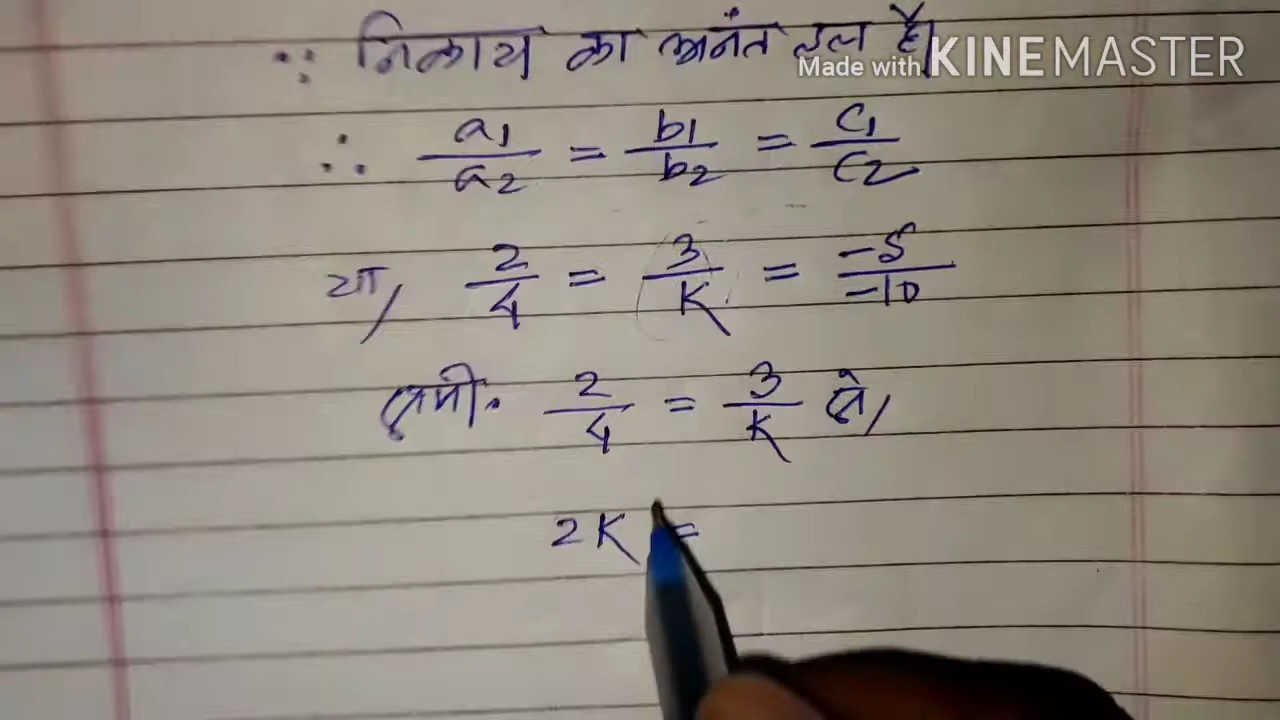 ∵ निकाय का अनंत हल है।
Made with KINEMASTER
∴ a1/a2 = b1/b2 = c1/c2
या, 2/4 = 3/K = -5/-10
2/4 = 3/K से,
2K =